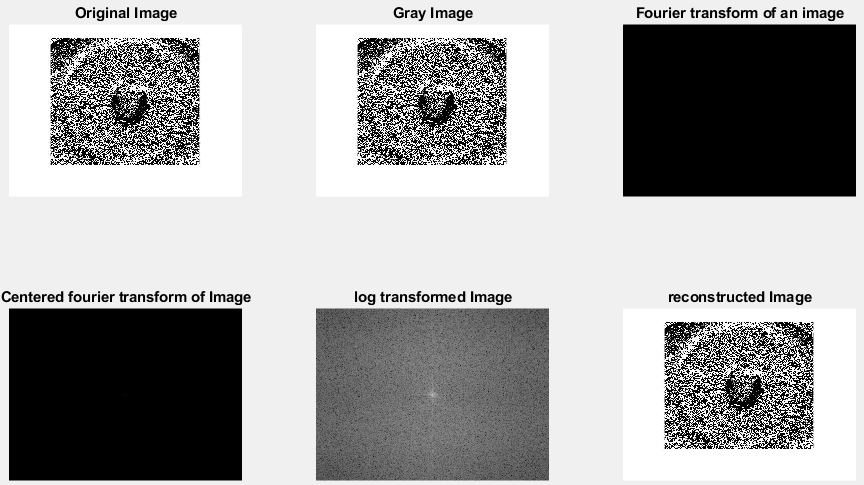 Original Image
Gray Image
Fourier transform of an image
Centered fourier transform of Image
log transformed Image
reconstructed Image